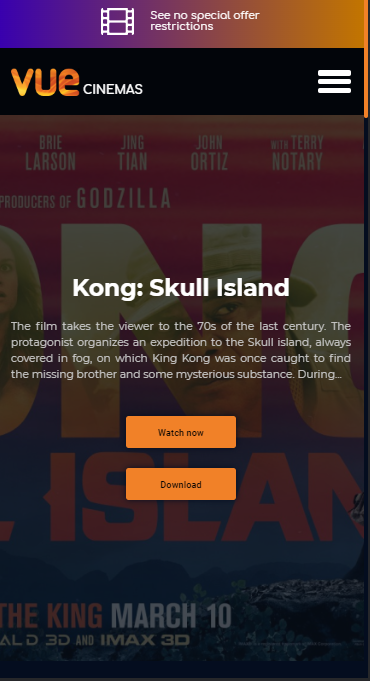 See no special offer
restrictions
vue CINEMAS
BRIE
LARSON
JING
TIAN
JOHN
ORTIZ
WITH TERRY
NOTARY
PRODUCERS OF GODZILLA
ONG
Kong: Skull Island
The film takes the viewer to the 70s of the last century. The
protagonist organizes an expedition to the Skull island, always
covered in fog, on which King Kong was once caught to find
the missing brother and some mysterious substance. During...
Watch now
Download
L ISLAN
THE KING MARCH 10
REALD 3D AND IMAX 3D